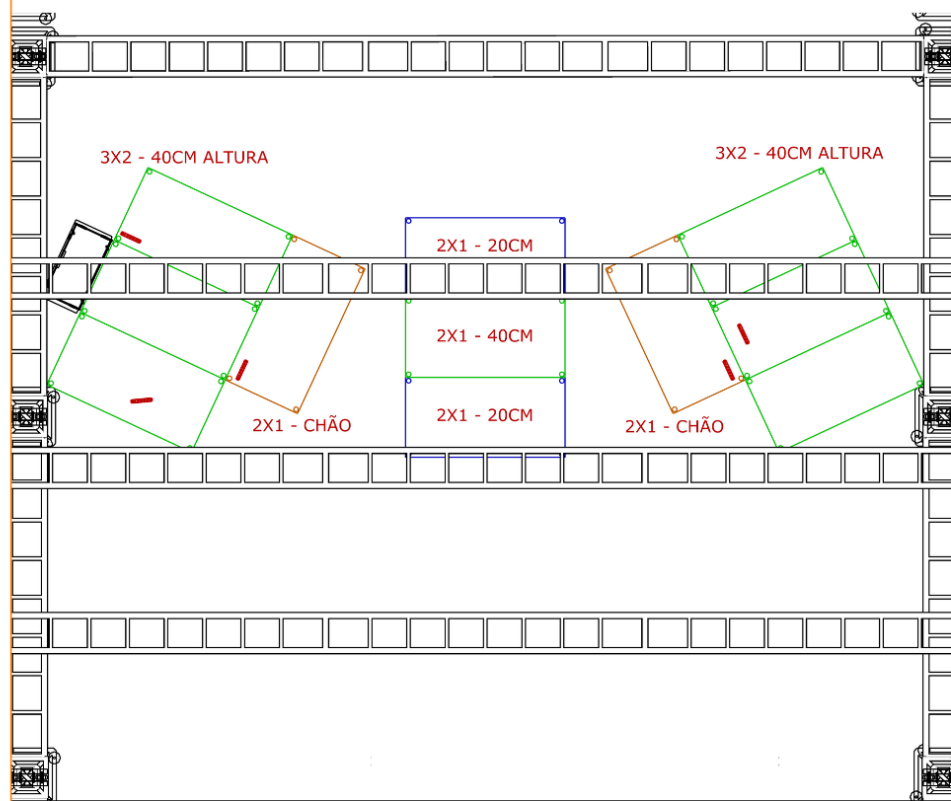 3X2 - 40CM ALTURA
3X2 - 40CM ALTURA
2X1 - 20CM
2X1 - 40CM
2X1 - 20CM
2X1 - CHÃO
2X1 - CHÃO